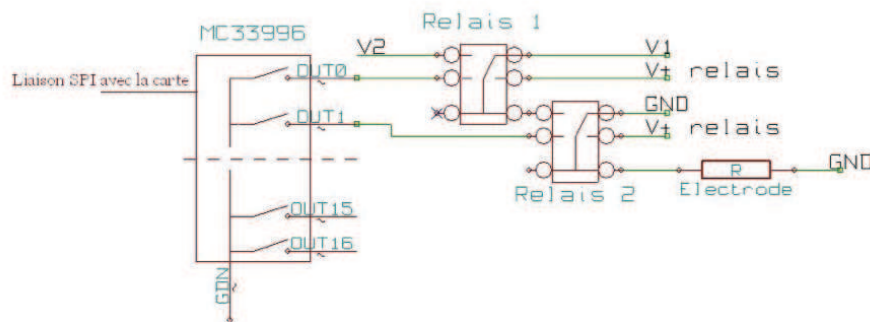 Relais 1
MC33996
V2
V1
Liaison SPI avec la carte
OUT0
V+ relais
OUT1
GND
V+ relais
GND
R
Relais 2
Electrode
OUT15
OUT16
GND